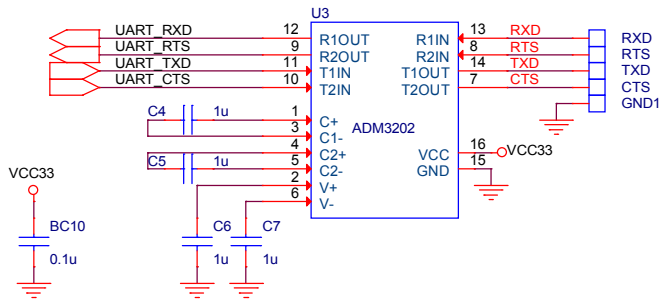 U3
UART_RXD 12 R1OUT R1IN 13 RXD RXD
UART_RTS 9 R2OUT R2IN 8 RTS RTS
UART_TXD 11 T1IN T1OUT 14 TXD TXD
UART_CTS 10 T2IN T2OUT 7 CTS CTS
GND1
C4 1u 1 C+
3 C1-
ADM3202
4 C2+
C5 1u 5 C2-
VCC 16 VCC33
GND 15
2 V+
6 V-
VCC33
BC10
0.1u
C6 C7
1u 1u